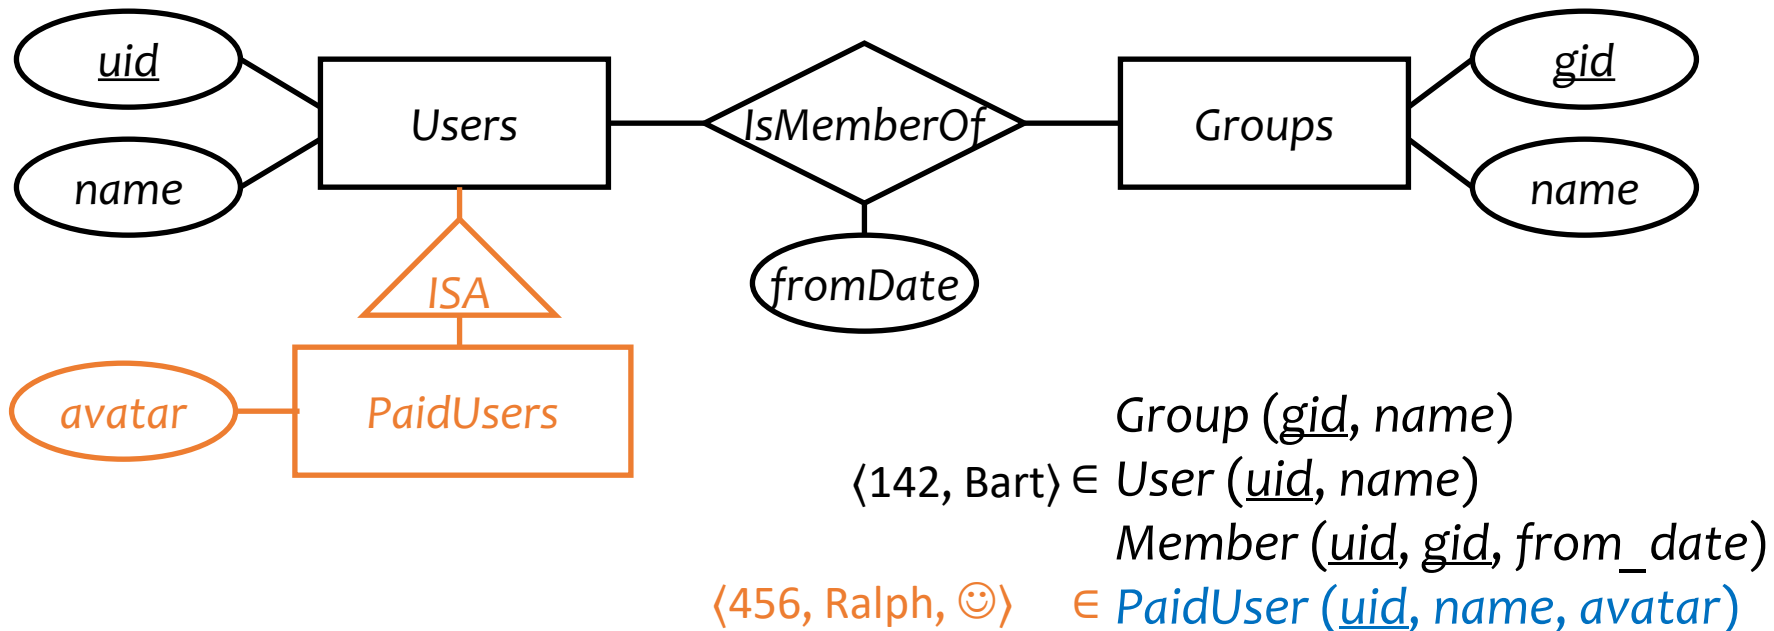 uid
name
Users
IsMemberOf
fromDate
Groups
gid
name
ISA
avatar
PaidUsers
Group (gid, name)
⟨142, Bart⟩ ∈ User (uid, name)
Member (uid, gid, from_date)
⟨456, Ralph, ☺⟩ ∈ PaidUser (uid, name, avatar)